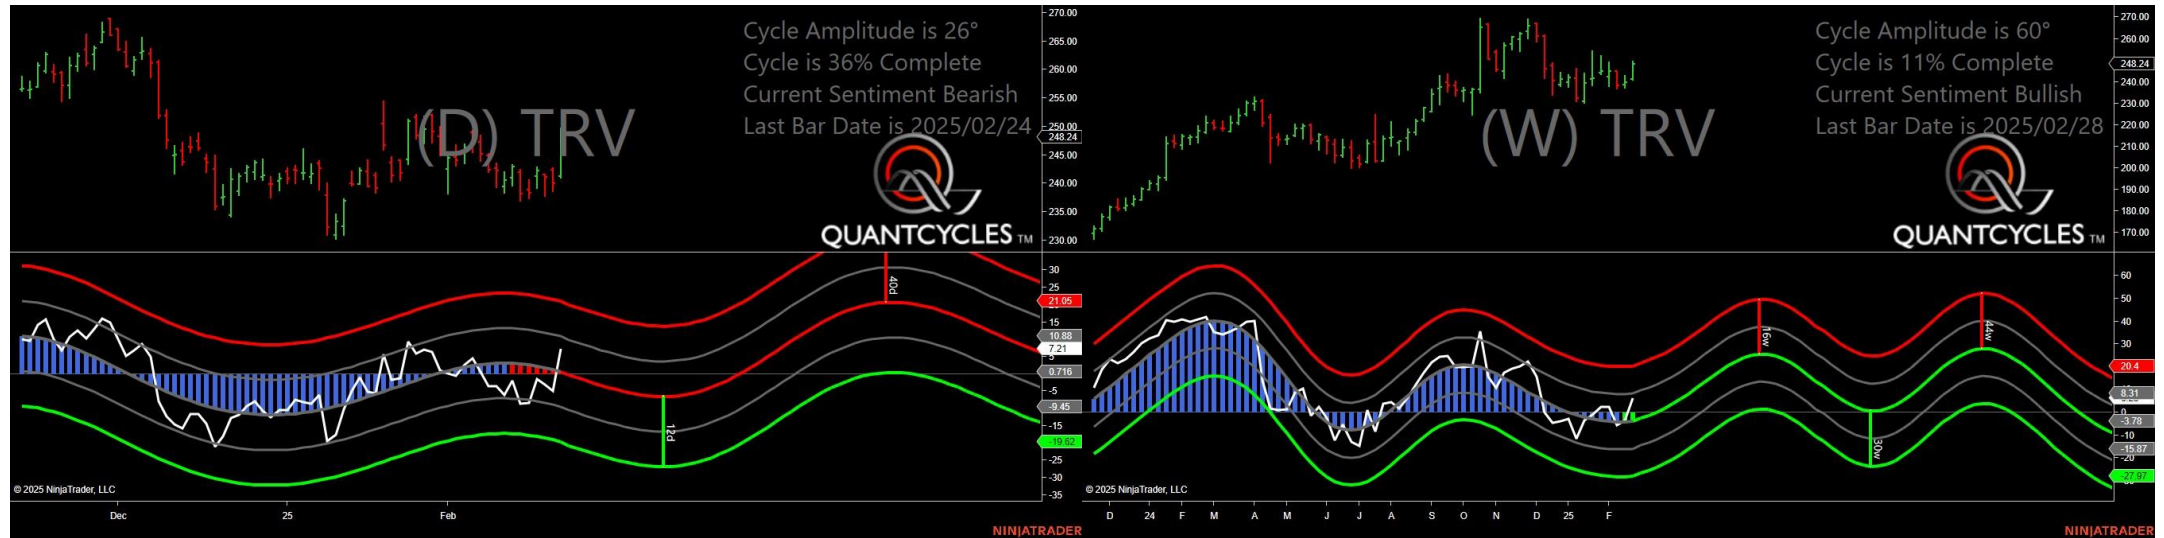 Cycle Amplitude is 26°
Cycle is 36% Complete
Current Sentiment Bearish
Last Bar Date is 2025/02/24
(D) TRV
QUANTCYCLES TM
270.00
265.00
260.00
255.00
250.00
248.24
245.00
240.00
235.00
230.00
40d
12d
30
25
21.05
15
10.88
7.21
5
0.716
-5
-9.45
-15
-19.62
-25
-30
-35
© 2025 NinjaTrader, LLC
Dec
25
Feb
NINJATRADER
Cycle Amplitude is 60°
Cycle is 11% Complete
Current Sentiment Bullish
Last Bar Date is 2025/02/28
(W) TRV
QUANTCYCLES TM
270.00
260.00
248.24
240.00
230.00
220.00
210.00
200.00
190.00
180.00
170.00
16w
44w
30w
60
50
40
30
20.4
8.31
0
-3.78
-10
-15.87
-20
-27.97
© 2025 NinjaTrader, LLC
D
24
F
M
A
M
J
J
A
S
O
N
D
25
F
NINJATRADER